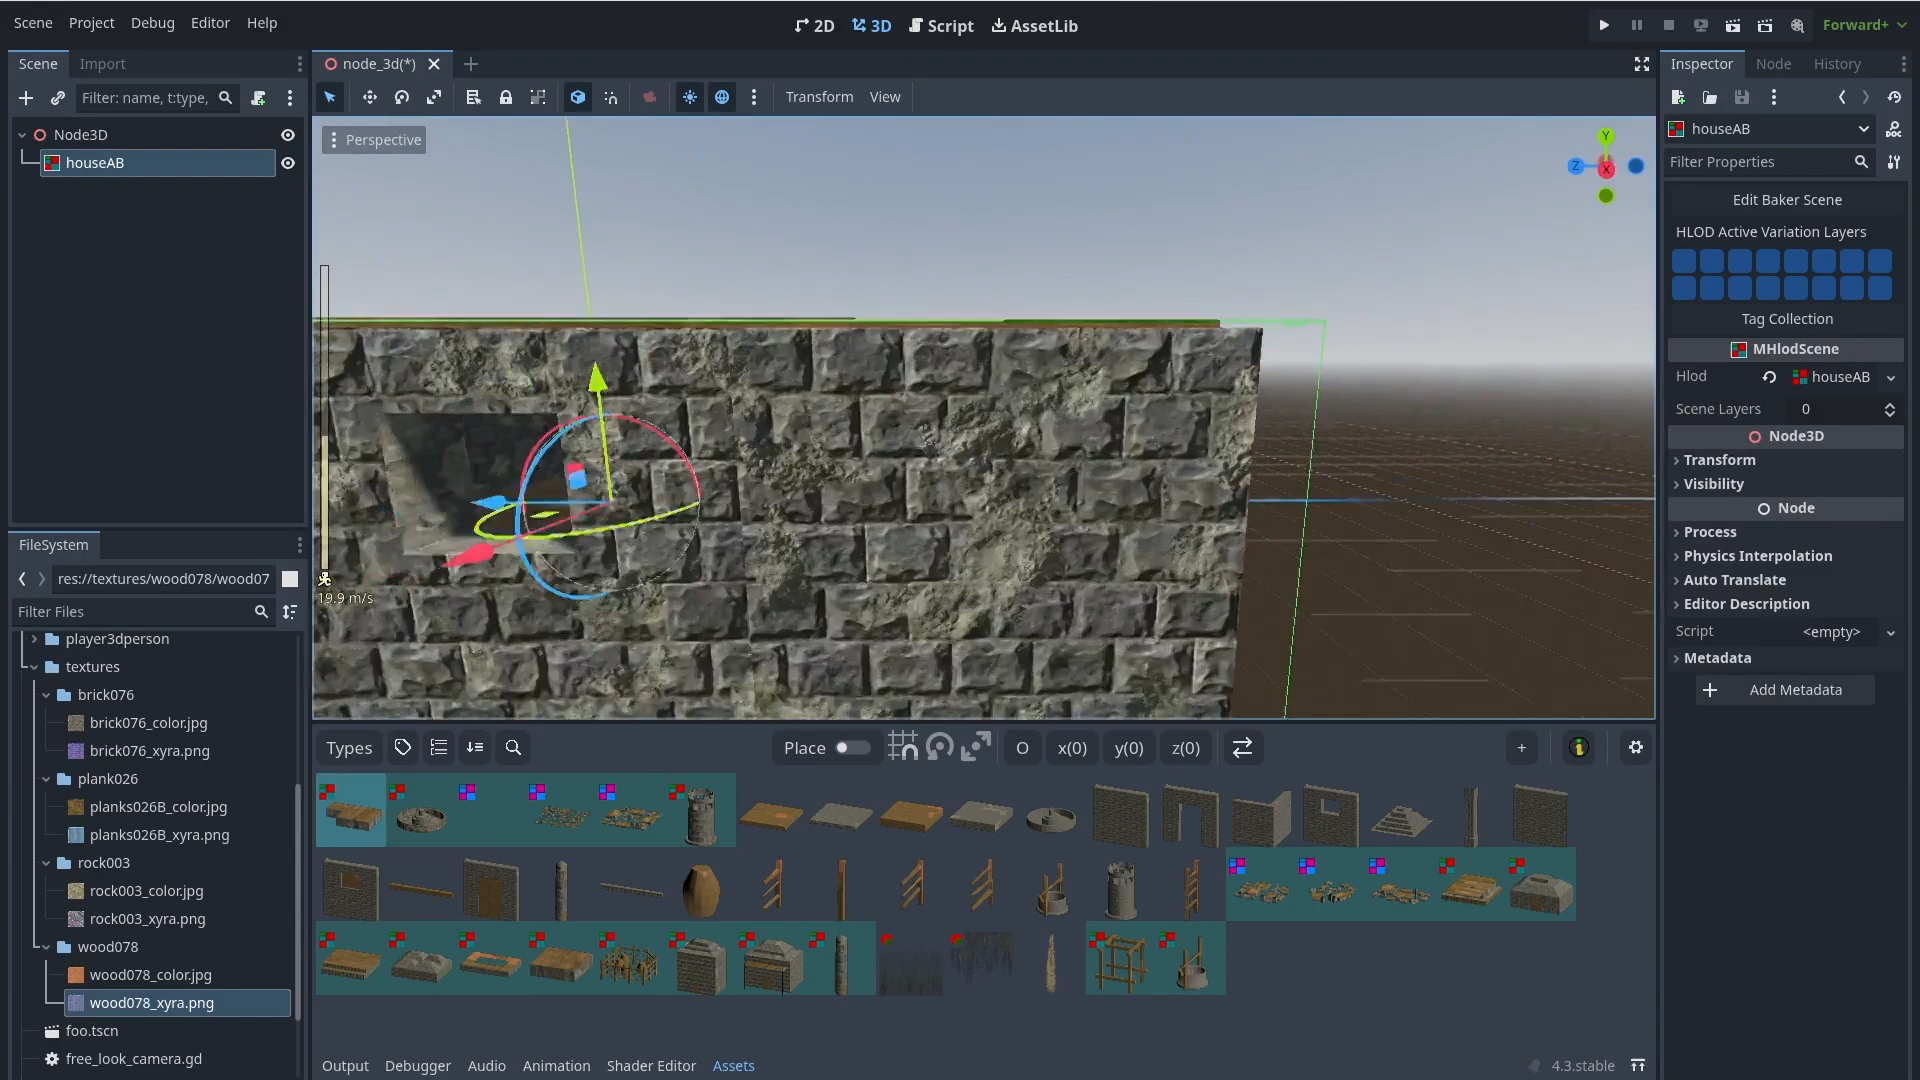 Scene Project Debug Editor Help
2D 3D Script AssetLib
Forward+
Scene Import
Filter: name, t:type,
Node3D
houseAB
node_3d(*)
Transform View
Perspective
Y
Z
X
19.9 m/s
FileSystem
res://textures/wood078/wood07
Filter Files
player3dperson
textures
brick076
brick076_color.jpg
brick076_xyra.png
plank026
planks026B_color.jpg
planks026B_xyra.png
rock003
rock003_color.jpg
rock003_xyra.png
wood078
wood078_color.jpg
wood078_xyra.png
foo.tscn
free_look_camera.gd
Types
Place
O x(0) y(0) z(0)
+
Output Debugger Audio Animation Shader Editor Assets
4.3.stable
Inspector Node History
houseAB
Filter Properties
Edit Baker Scene
HLOD Active Variation Layers
Tag Collection
MHlodScene
Hlod houseAB
Scene Layers 0
Node3D
Transform
Visibility
Node
Process
Physics Interpolation
Auto Translate
Editor Description
Script <empty>
Metadata
Add Metadata